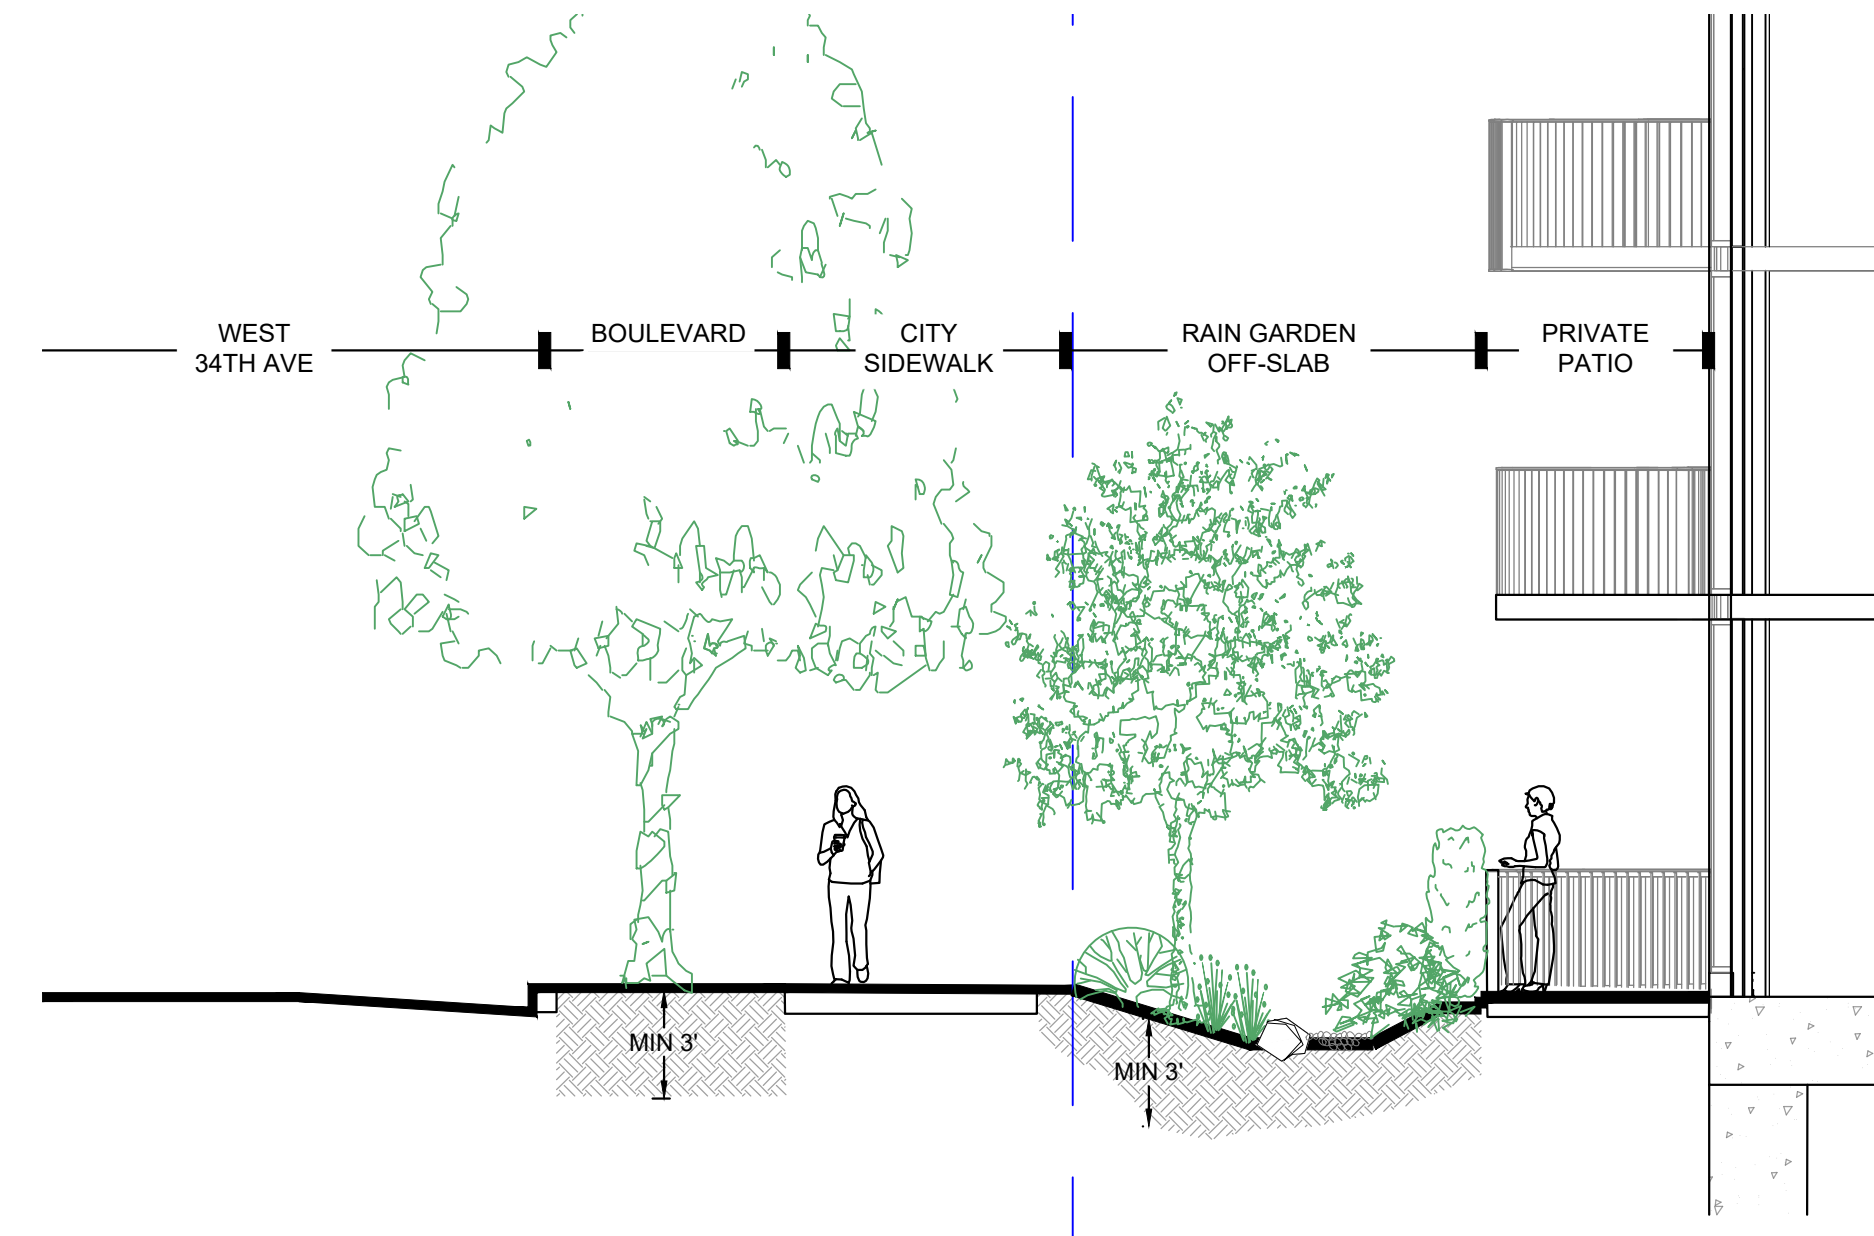 WEST
34TH AVE
BOULEVARD
CITY
SIDEWALK
RAIN GARDEN
OFF-SLAB
PRIVATE
PATIO
MIN 3'
MIN 3'